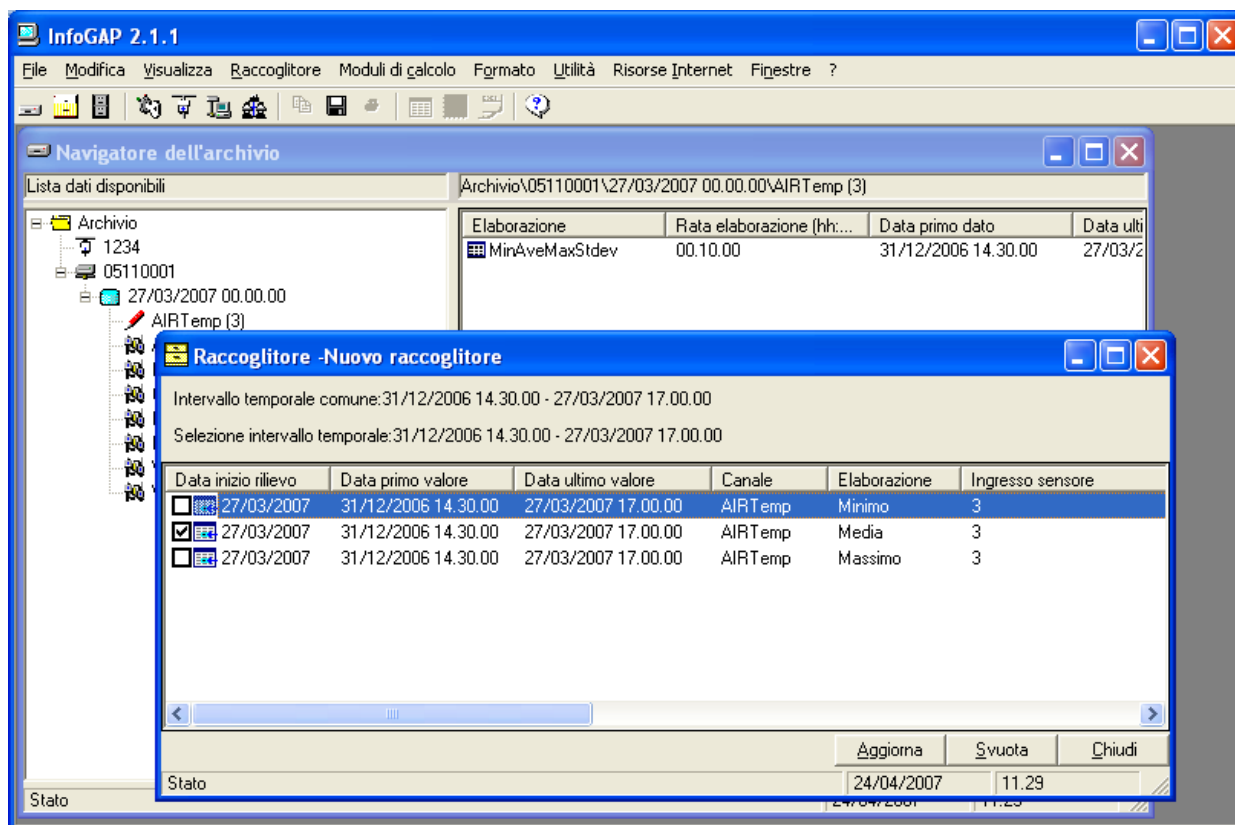 InfoGAP 2.1.1
File Modifica Visualizza Raccoglitore Moduli di calcolo Formato Utilità Risorse Internet Finestre ?
Navigatore dell'archivio
Lista dati disponibili
Archivio\05110001\27/03/2007 00.00.00\AIRTemp (3)
Archivio
1234
05110001
27/03/2007 00.00.00
AIRTemp (3)
Elaborazione Rata elaborazione (hh:... Data primo dato Data ulti
MinAveMaxStdev 00.10.00 31/12/2006 14.30.00 27/03/2
Raccoglitore -Nuovo raccoglitore
Intervallo temporale comune:31/12/2006 14.30.00 - 27/03/2007 17.00.00
Selezione intervallo temporale:31/12/2006 14.30.00 - 27/03/2007 17.00.00
Data inizio rilievo Data primo valore Data ultimo valore Canale Elaborazione Ingresso sensore
27/03/2007 31/12/2006 14.30.00 27/03/2007 17.00.00 AIRTemp Minimo 3
27/03/2007 31/12/2006 14.30.00 27/03/2007 17.00.00 AIRTemp Media 3
27/03/2007 31/12/2006 14.30.00 27/03/2007 17.00.00 AIRTemp Massimo 3
Aggiorna Svuota Chiudi
Stato 24/04/2007 11.29
Stato